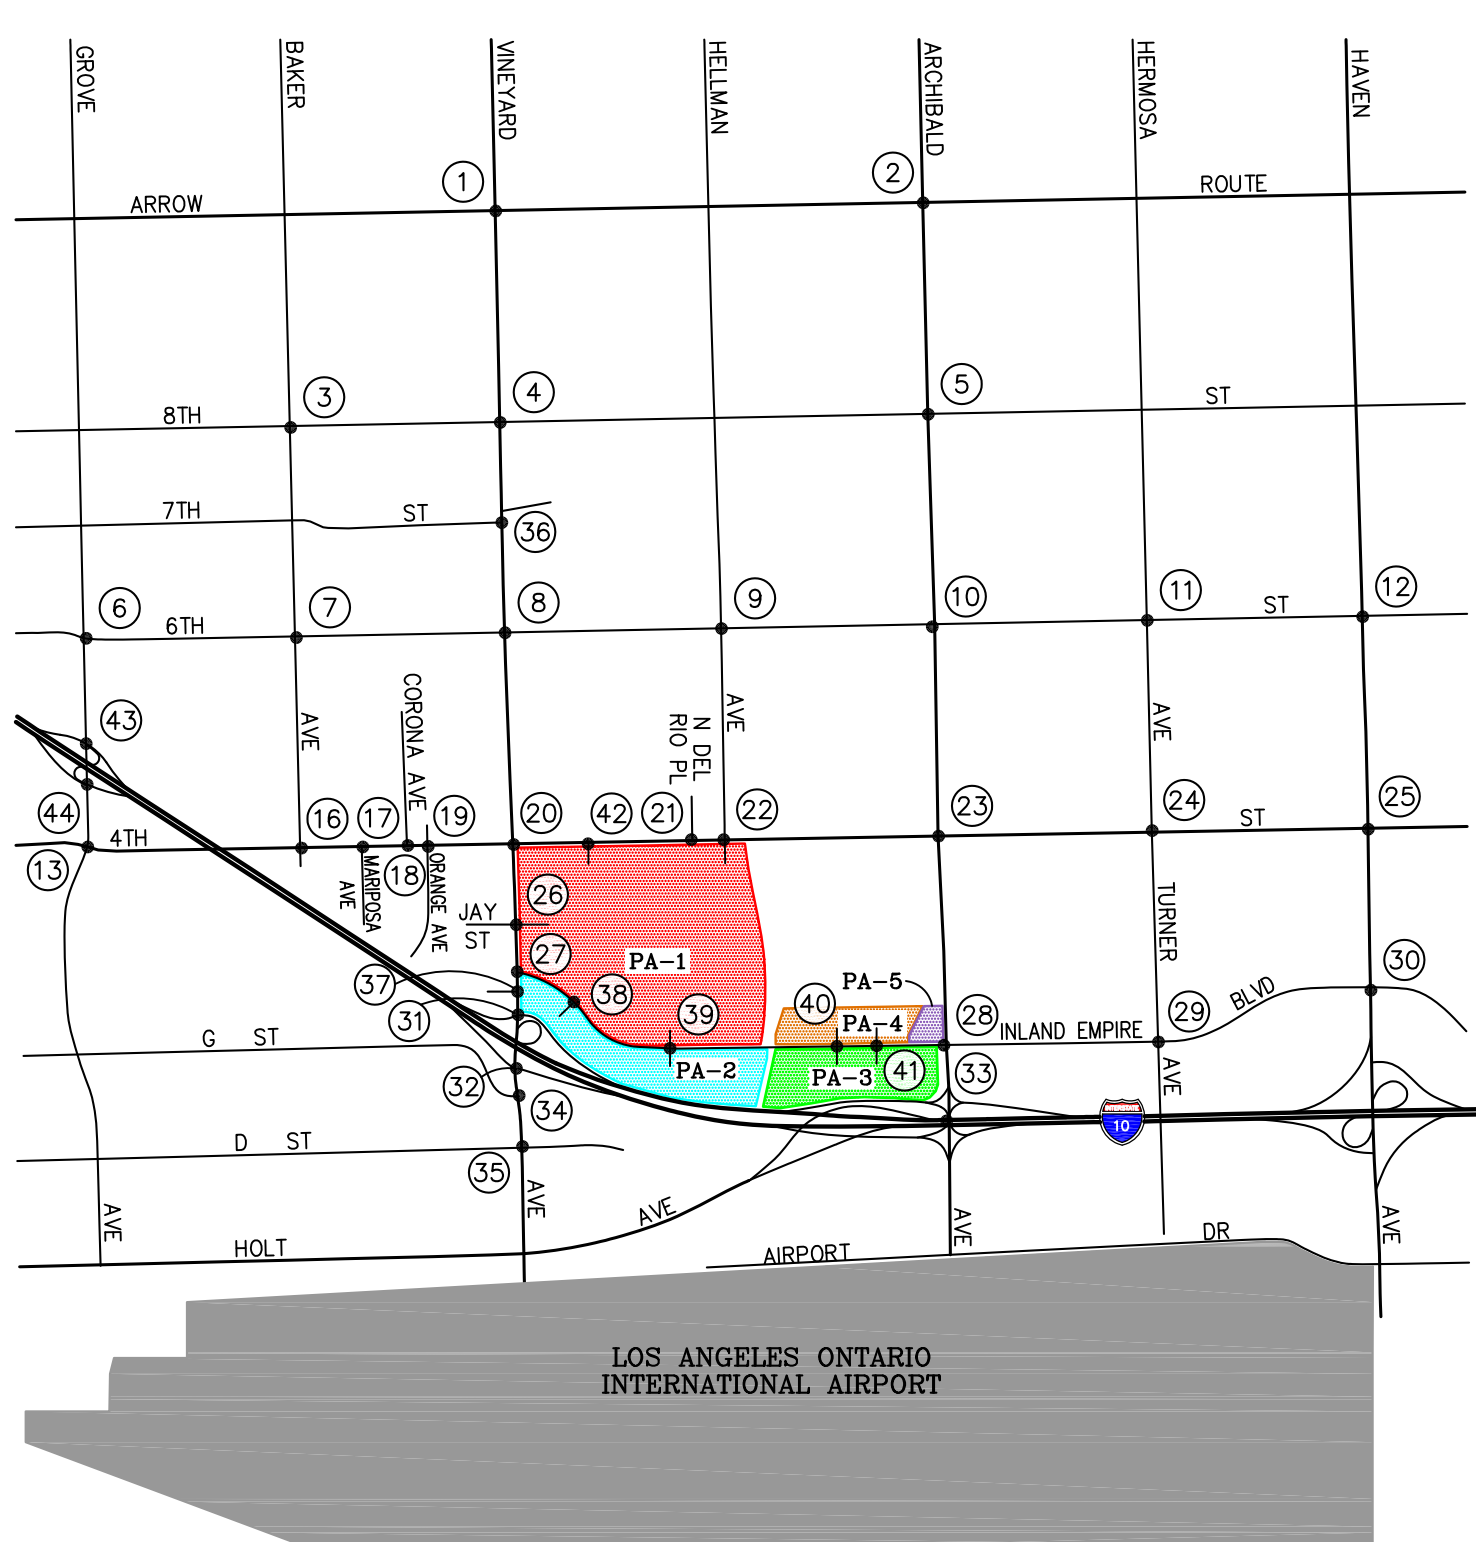 GROVE
BAKER
VINEYARD
HELLMAN
ARCHIBALD
HERMOSA
HAVEN
1
2
ARROW
ROUTE
3
4
5
8TH
ST
7TH
ST
36
6
7
8
9
10
11
12
6TH
ST
43
AVE
CORONA AVE
N DEL
RIO PL
AVE
AVE
44
16
17
19
20
42
21
22
23
24
25
4TH
ST
13
18
MARIPOSA
AVE
ORANGE AVE
26
JAY
ST
TURNER
27
PA-1
37
38
PA-5
30
31
39
40
PA-4
28
29
BLVD
G ST
INLAND EMPIRE
32
PA-2
PA-3
41
33
AVE
34
INTERSTATE
10
D ST
35
AVE
AVE
AVE
AVE
AVE
HOLT
AIRPORT
DR
LOS ANGELES ONTARIO
INTERNATIONAL AIRPORT